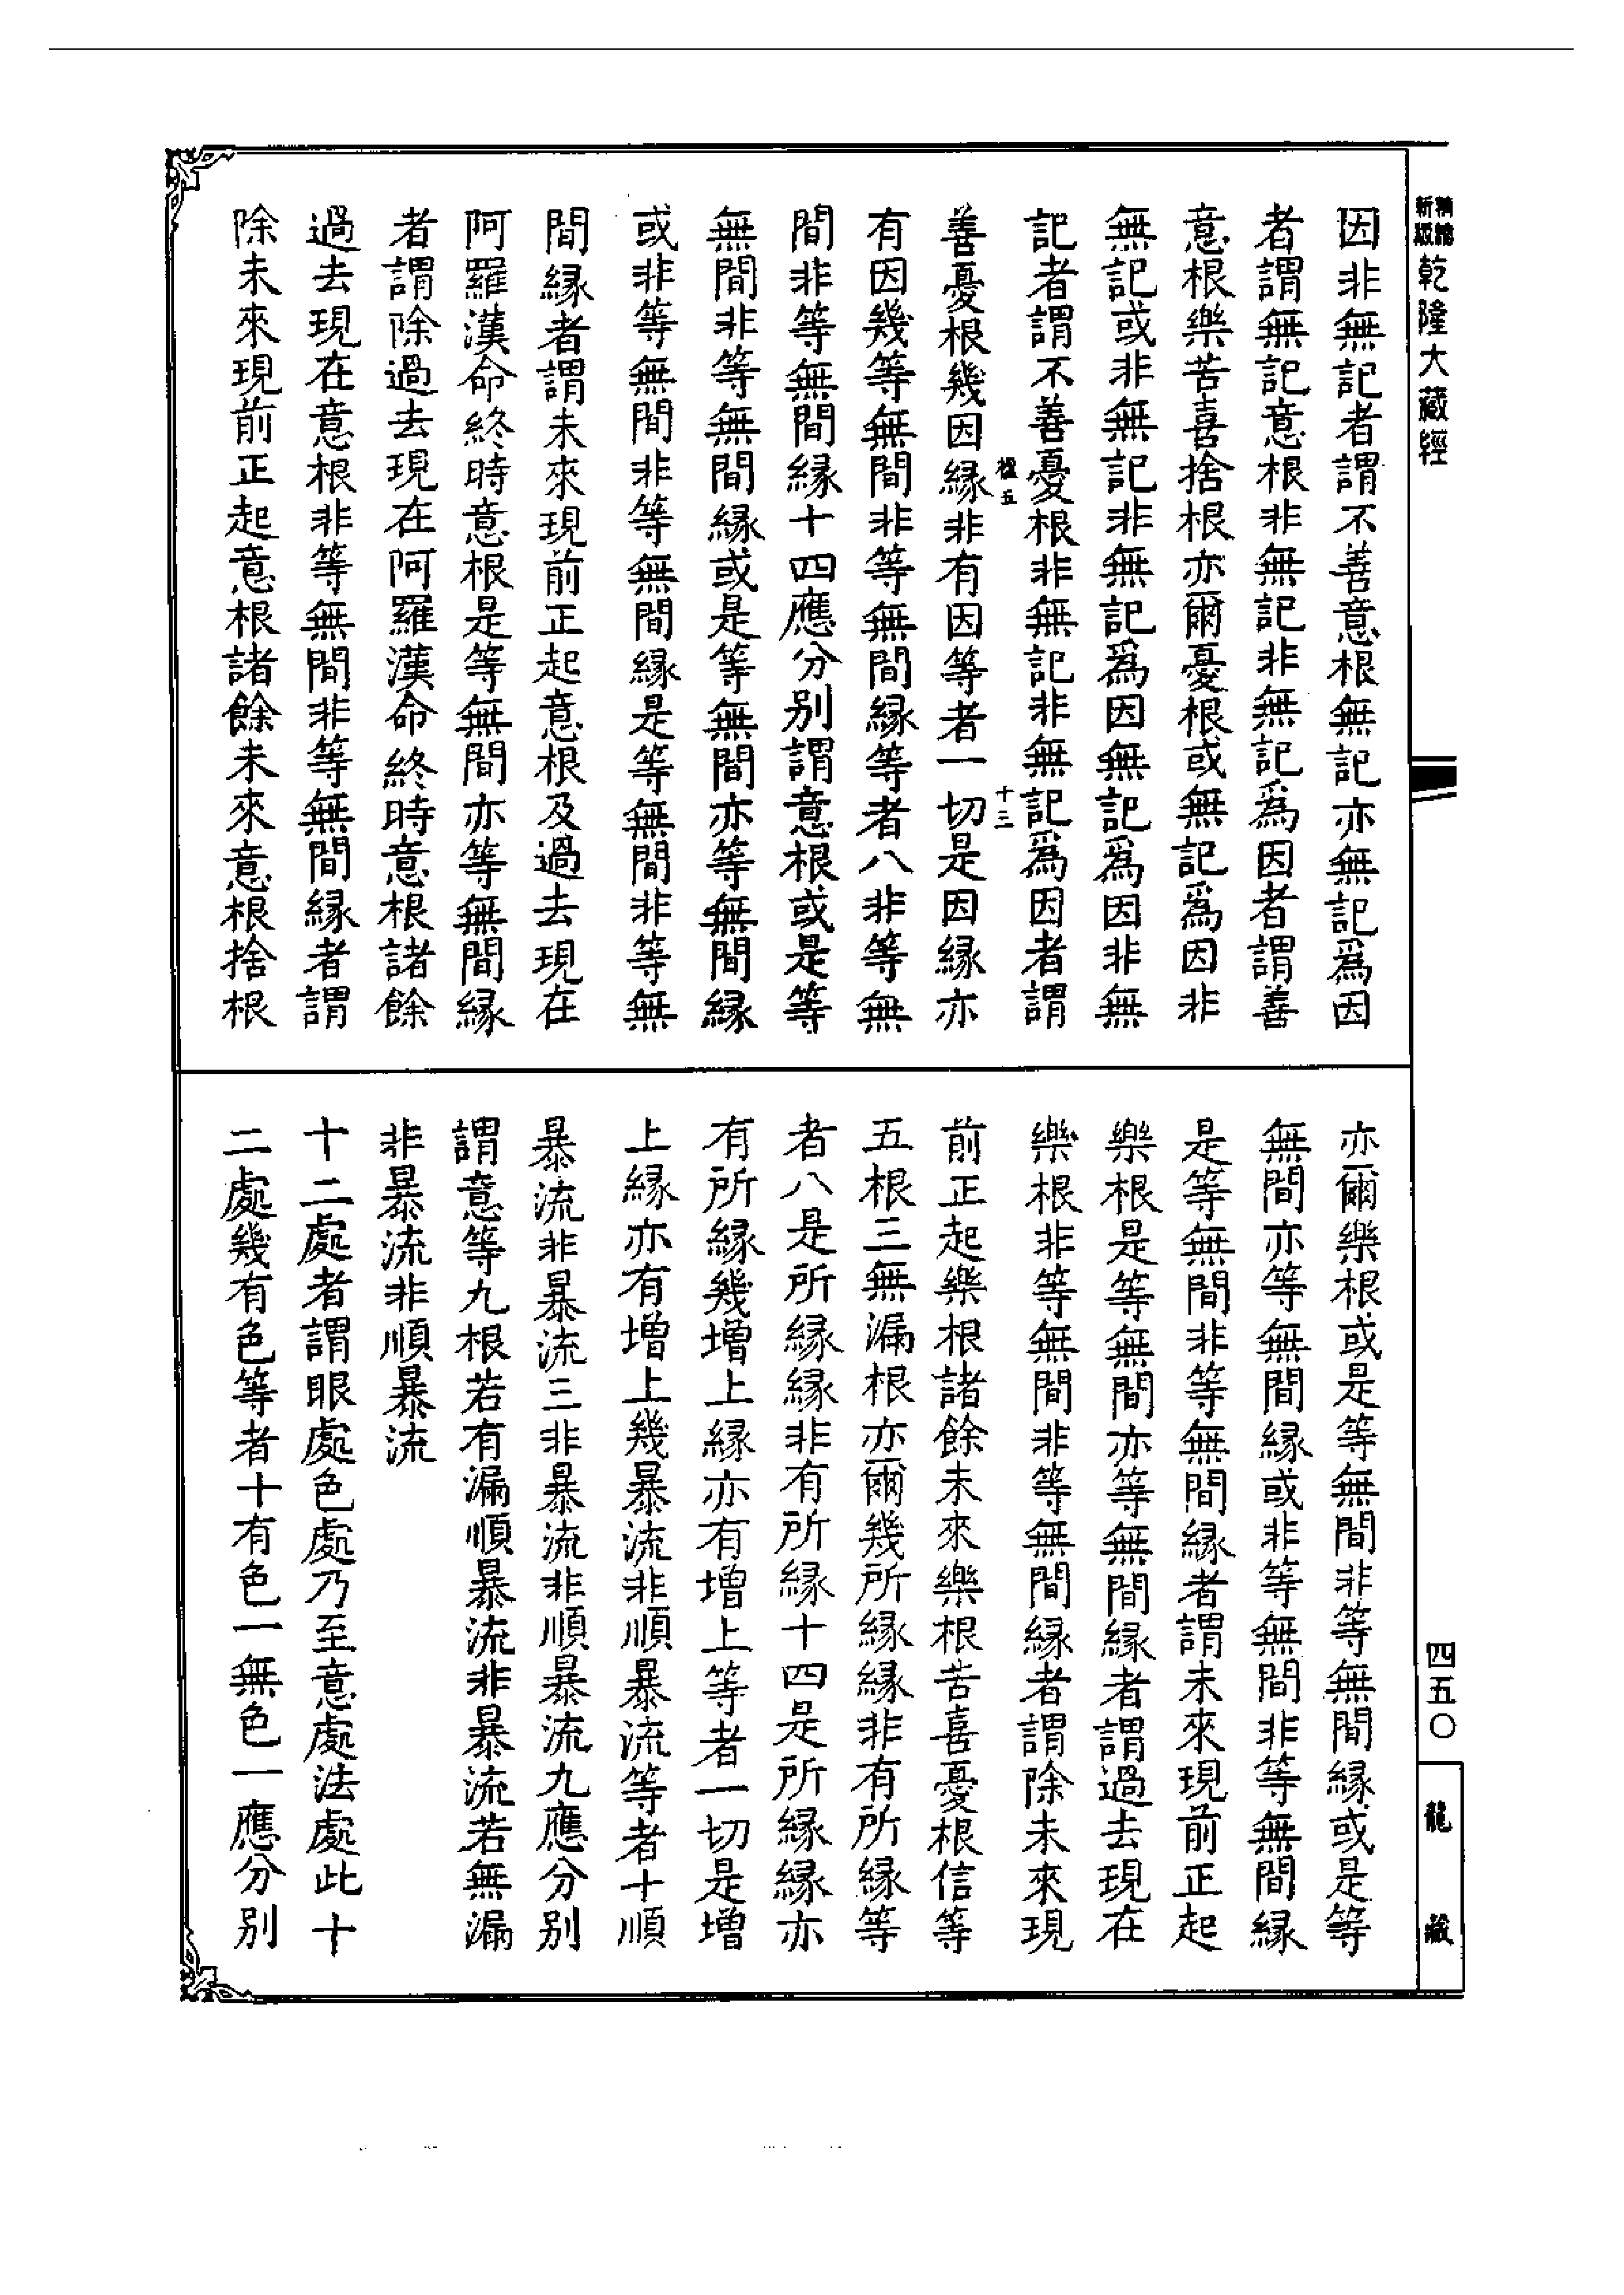 新版
精縮
乾隆大藏經
因非無記者謂不善意根無記亦無記爲因
者謂無記意根非無記非無記爲因者謂善
意根樂苦喜捨根亦爾憂根或無記爲因非
無記或非無記非無記爲因無記爲因非無
記者謂不善憂根非無記非無記爲因者謂
十三
善憂根幾因緣非有因等者一切是因緣亦
有因幾等無間非等無間緣等者八非等無
間非等無間緣十四應分別謂意根或是等
無間非等無間緣或是等無間亦等無間緣
或非等無間非等無間緣是等無間非等無
間緣者謂未來現前正起意根及過去現在
阿羅漢命終時意根是等無間亦等無間緣
者謂除過去現在阿羅漢命終時意根諸餘
過去現在意根非等無間非等無間緣者謂
除未來現前正起意根諸餘未來意根捨根
亦爾樂根或是等無間非等無間緣或是等
無間亦等無間緣或非等無間非等無間緣
是等無間非等無間緣者謂未來現前正起
樂根是等無間亦等無間緣者謂過去現在
樂根非等無間非等無間緣者謂除未來現
前正起樂根諸餘未來樂根苦喜憂根信等
五根三無漏根亦爾幾所緣緣非有所緣等
者八是所緣緣非有所緣十四是所緣緣亦
有所緣幾增上緣亦有增上等者一切是增
上緣亦有增上幾暴流非順暴流等者十順
暴流非暴流三非暴流非順暴流九應分別
謂意等九根若有漏順暴流非暴流若無漏
非暴流非順暴流
十二處者謂眼處色處乃至意處法處此十
二處幾有色等者十有色一無色一應分別
四五〇
龍藏